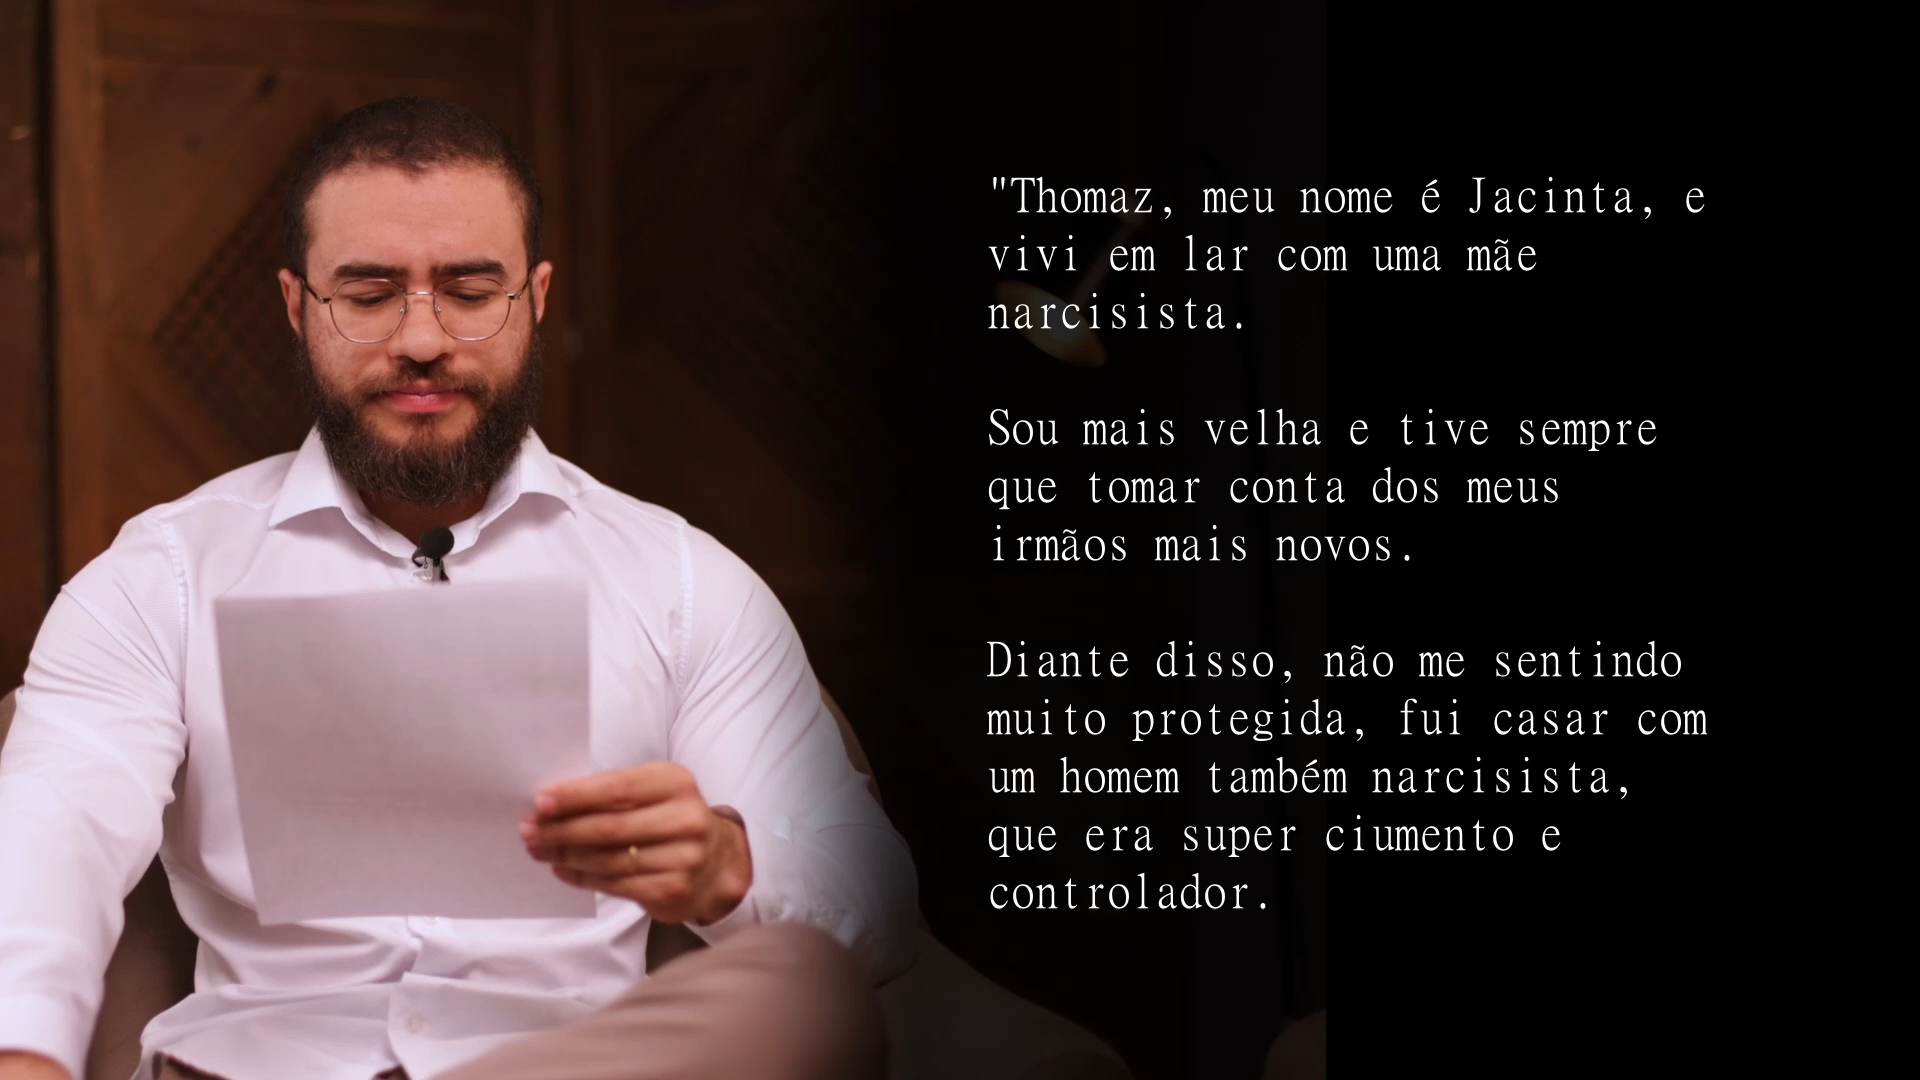 "Thomaz, meu nome é Jacinta, e
vivi em lar com uma mãe
narcisista.
Sou mais velha e tive sempre
que tomar conta dos meus
irmãos mais novos.
Diante disso, não me sentindo
muito protegida, fui casar com
um homem também narcisista,
que era super ciumento e
controlador.